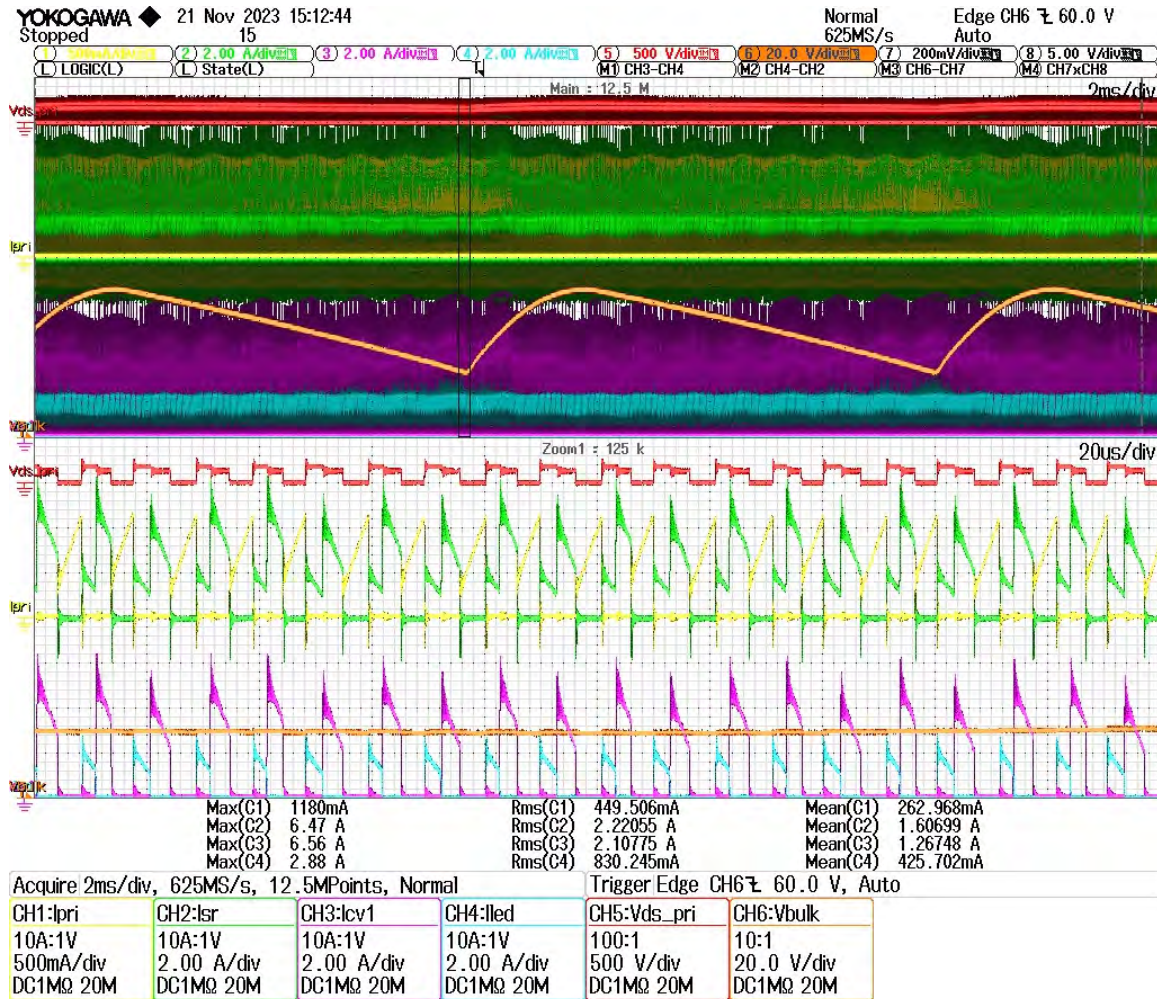 YOKOGAWA ◆ 21 Nov 2023 15:12:44 Normal Edge CH6 60.0 V
Stopped 15 625MS/s Auto
1 500mA/div 2 2.00 A/div 3 2.00 A/div 4 2.00 A/div 5 500 V/div 6 20.0 V/div 7 200mV/div 8 5.00 V/div
L LOGIC(L) L State(L) M1 CH3-CH4 M2 CH4-CH2 M3 CH6-CH7 M4 CH7xCH8
Main : 12.5 M 2ms/div
Vds_pri
Ipri
Vbulk
Zoom1 : 125 k 20us/div
Vds_pri
Ipri
Max(C1) 1180mA Rms(C1) 449.506mA Mean(C1) 262.968mA
Max(C2) 6.47 A Rms(C2) 2.22055 A Mean(C2) 1.60699 A
Max(C3) 6.56 A Rms(C3) 2.10775 A Mean(C3) 1.26748 A
Max(C4) 2.88 A Rms(C4) 830.245mA Mean(C4) 425.702mA
Acquire 2ms/div, 625MS/s, 12.5MPoints, Normal Trigger Edge CH6 60.0 V, Auto
CH1:Ipri CH2:Isr CH3:Icv1 CH4:Iled CH5:Vds_pri CH6:Vbulk
10A:1V 10A:1V 10A:1V 10A:1V 100:1 10:1
500mA/div 2.00 A/div 2.00 A/div 2.00 A/div 500 V/div 20.0 V/div
DC1MΩ 20M DC1MΩ 20M DC1MΩ 20M DC1MΩ 20M DC1MΩ 20M DC1MΩ 20M